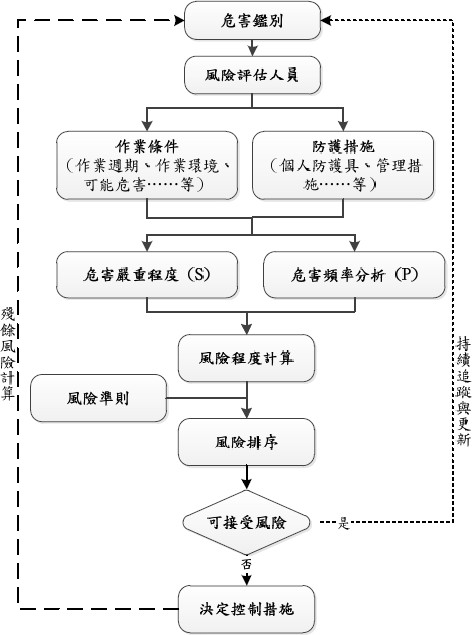 危害鑑別
風險評估人員
作業條件
（作業週期、作業環境、
可能危害……等）
防護措施
（個人防護具、管理措
施……等）
危害嚴重程度（S）
危害頻率分析（P）
殘餘風險計算
風險程度計算
持續追蹤與更新
風險準則
風險排序
可接受風險
是
否
決定控制措施